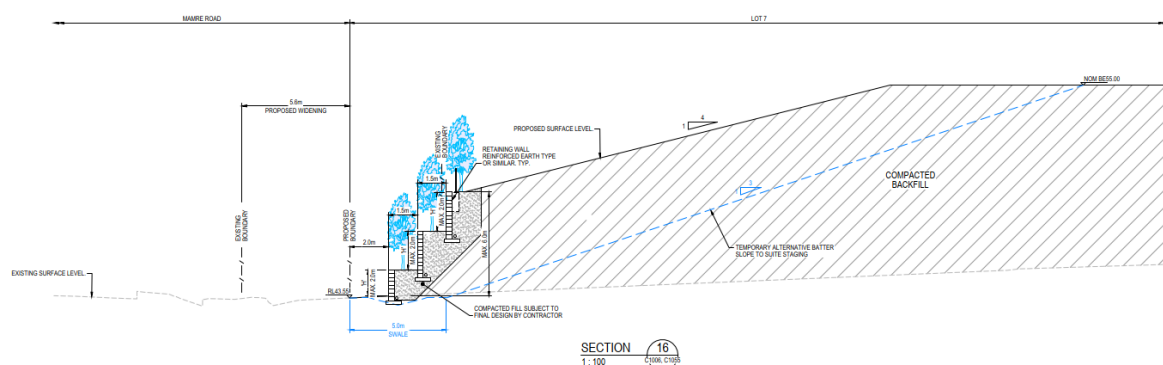 MAMRE ROAD
LOT 7
5.8m
PROPOSED WIDENING
NOM BE55.00
4
1
PROPOSED SURFACE LEVEL
RETAINING WALL
REINFORCED EARTH TYPE
OR SIMILAR. TYP.
EXISTING
BOUNDARY
1.5m
COMPACTED
BACKFILL
1.5m
'H'
MAX. 2.0m
EXISTING
BOUNDARY
PROPOSED
BOUNDARY
2.0m
'H'
MAX. 2.0m
MAX. 6.0m
TEMPORARY ALTERNATIVE BATTER
SLOPE TO SUITE STAGING
EXISTING SURFACE LEVEL
RL43.55
'H'
MAX. 2.0m
COMPACTED FILL SUBJECT TO
FINAL DESIGN BY CONTRACTOR
5.0m
SWALE
SECTION
16
1 : 100
C1006, C1055